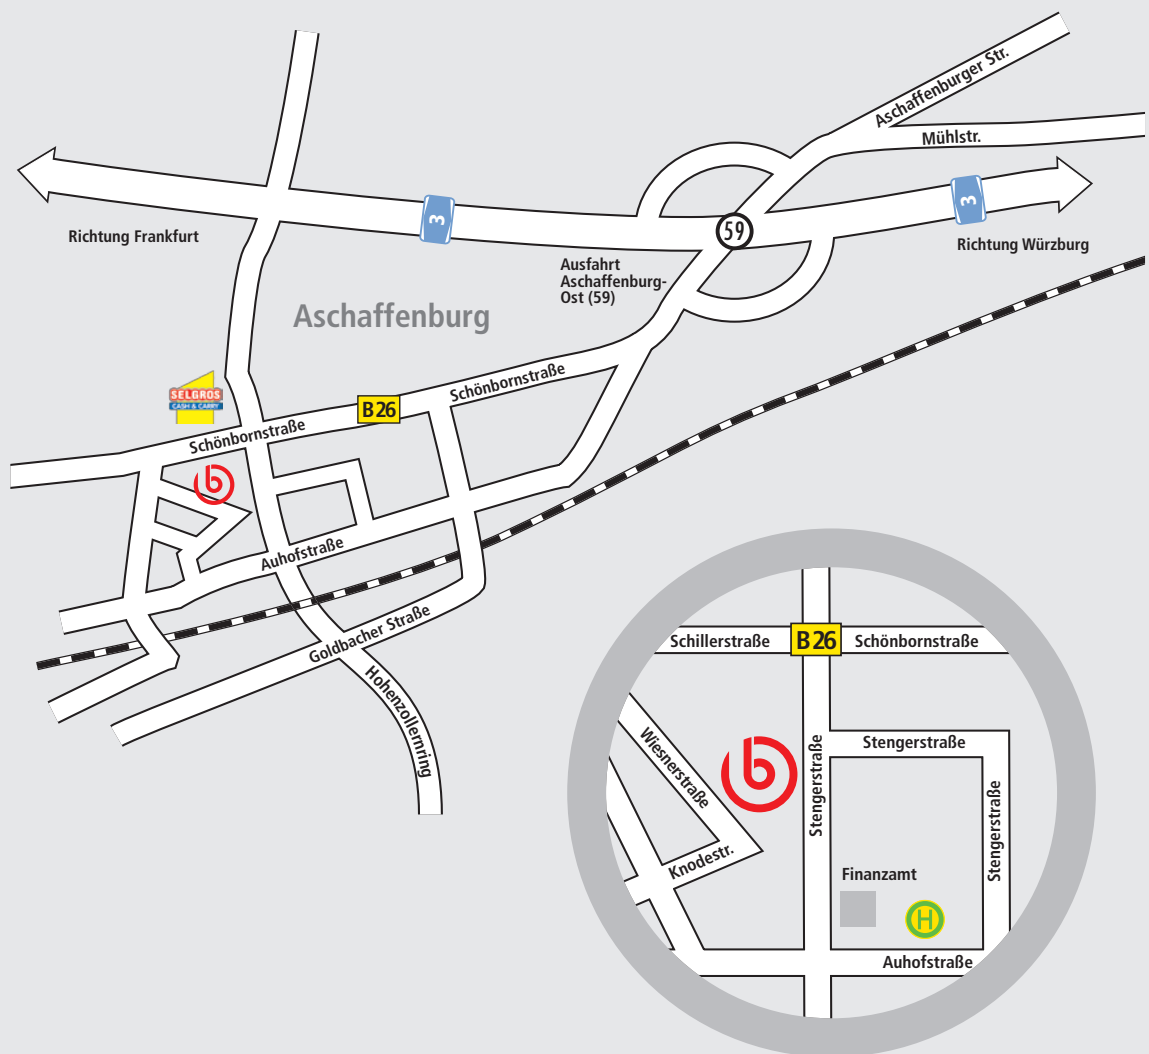 Aschaffenburger Str.
Mühlstr.
3
3
59
Richtung Frankfurt
Richtung Würzburg
Ausfahrt
Aschaffenburg-
Ost (59)
Aschaffenburg
SELGROS
CASH & CARRY
Schönbornstraße
B26
Schönbornstraße
b
Auhofstraße
Goldbacher Straße
Hohenzollernring
Schillerstraße
B26
Schönbornstraße
Wiesnerstraße
b
Stengerstraße
Stengerstraße
Stengerstraße
Knodestr.
Finanzamt
H
Auhofstraße